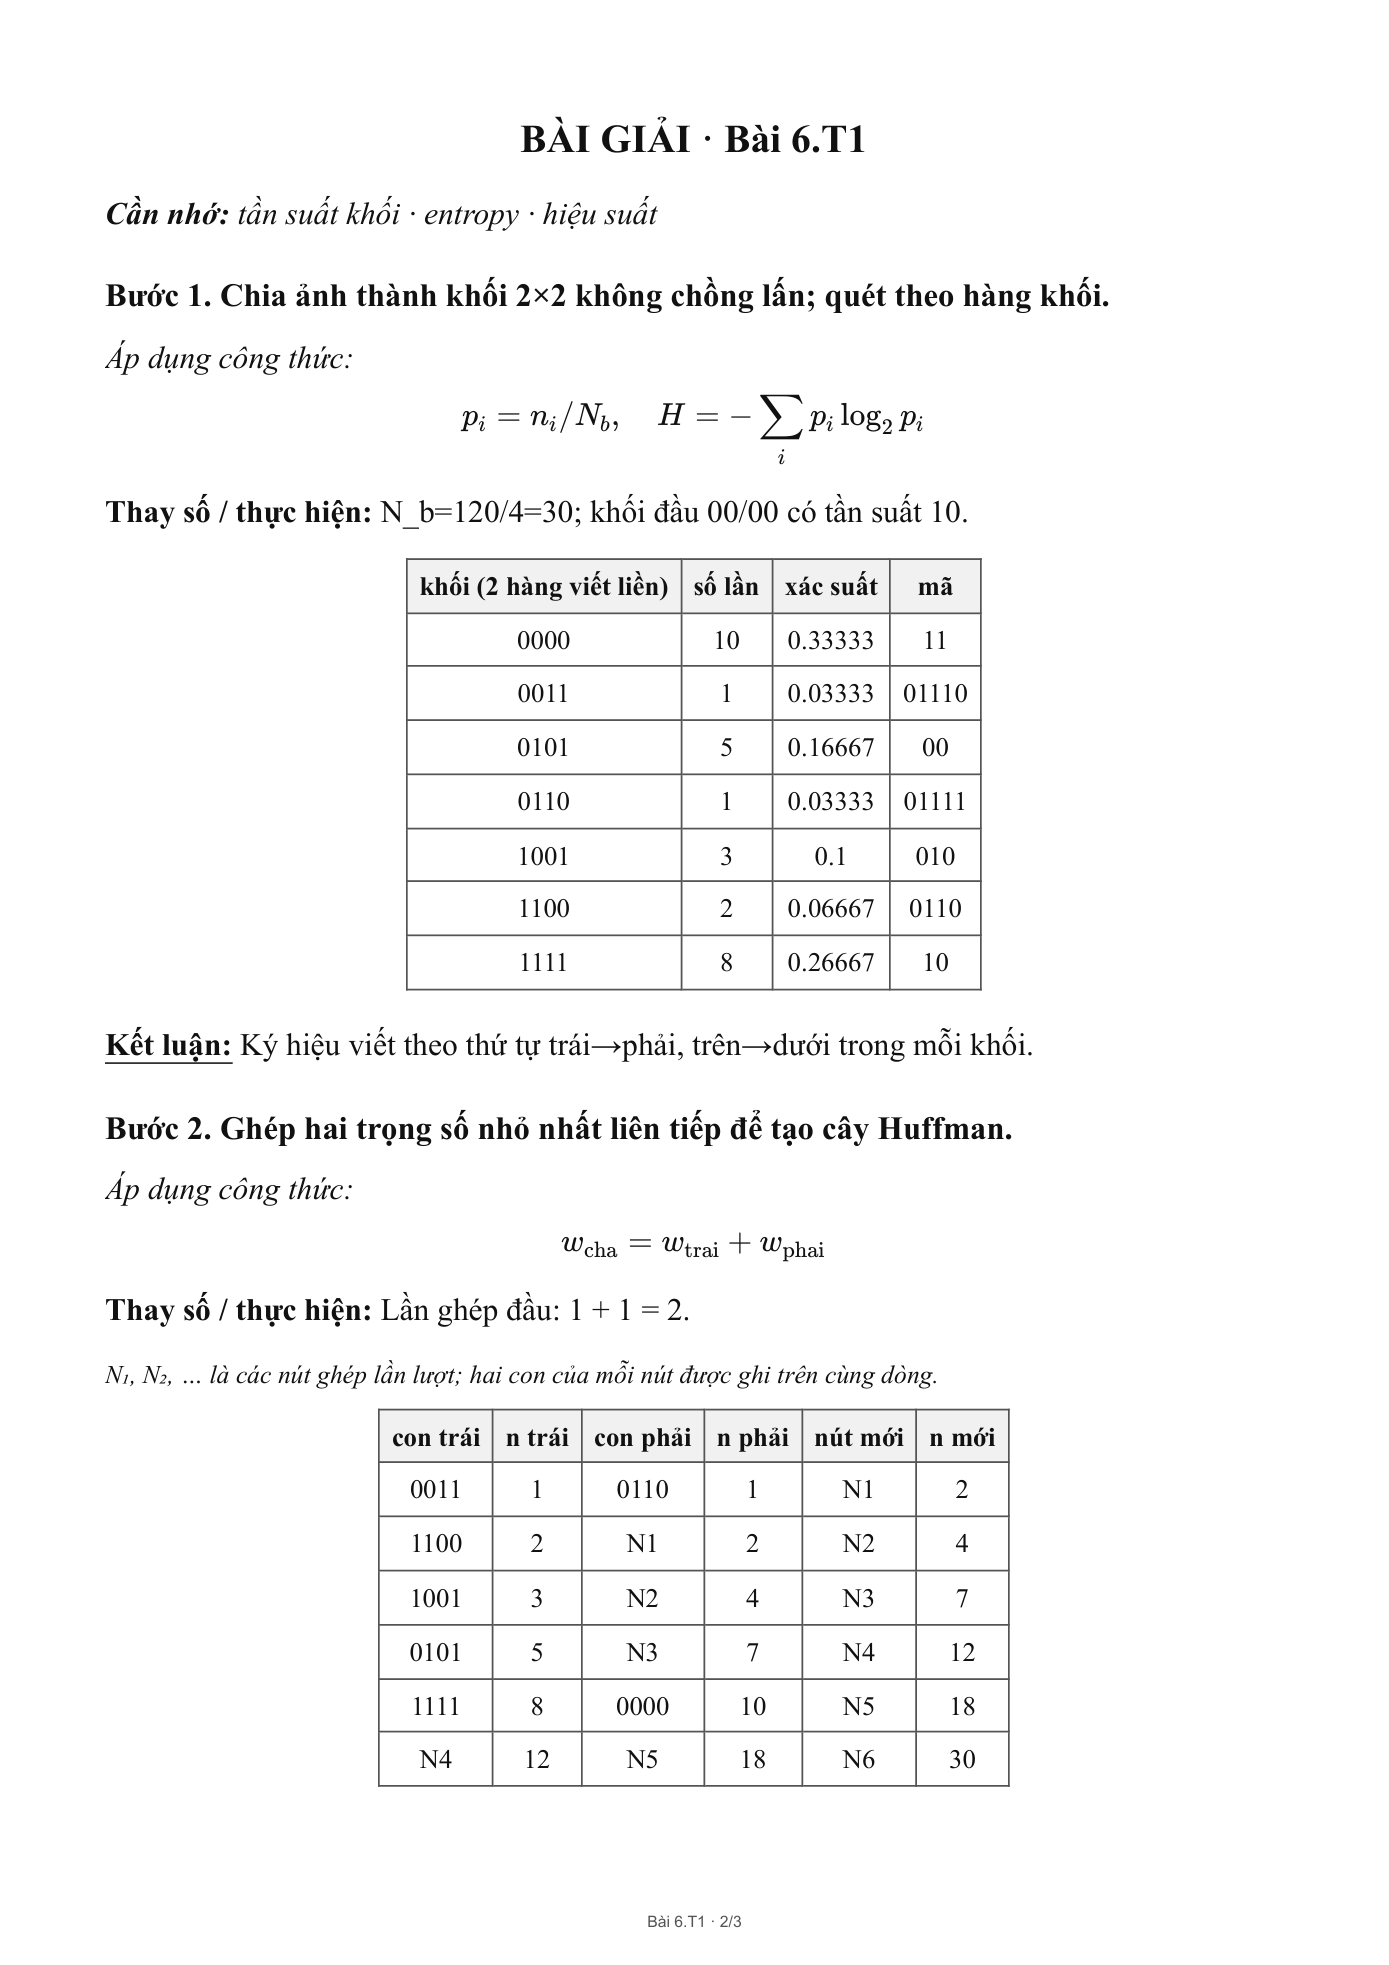 BÀI GIẢI · Bài 6.T1
Cần nhớ: tần suất khối · entropy · hiệu suất
Bước 1. Chia ảnh thành khối 2×2 không chồng lấn; quét theo hàng khối.
Áp dụng công thức:
p_i = n_i/N_b, H = − ∑_i p_i log_2 p_i
Thay số / thực hiện: N_b=120/4=30; khối đầu 00/00 có tần suất 10.
khối (2 hàng viết liền) số lần xác suất mã
0000 10 0.33333 11
0011 1 0.03333 01110
0101 5 0.16667 00
0110 1 0.03333 01111
1001 3 0.1 010
1100 2 0.06667 0110
1111 8 0.26667 10
Kết luận: Ký hiệu viết theo thứ tự trái→phải, trên→dưới trong mỗi khối.
Bước 2. Ghép hai trọng số nhỏ nhất liên tiếp để tạo cây Huffman.
Áp dụng công thức:
w_cha = w_trai + w_phai
Thay số / thực hiện: Lần ghép đầu: 1 + 1 = 2.
N₁, N₂, … là các nút ghép lần lượt; hai con của mỗi nút được ghi trên cùng dòng.
con trái n trái con phải n phải nút mới n mới
0011 1 0110 1 N1 2
1100 2 N1 2 N2 4
1001 3 N2 4 N3 7
0101 5 N3 7 N4 12
1111 8 0000 10 N5 18
N4 12 N5 18 N6 30
Bài 6.T1 · 2/3